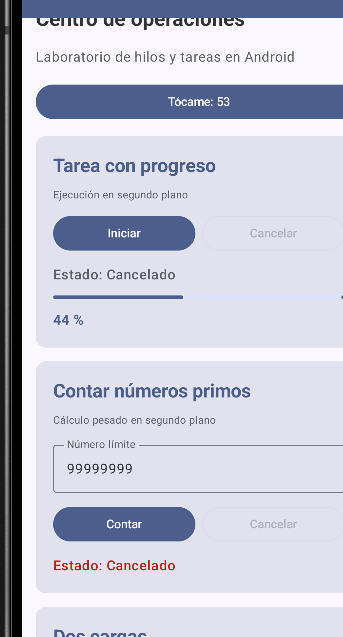 Centro de operaciones
Laboratorio de hilos y tareas en Android
Tócame: 53
Tarea con progreso
Ejecución en segundo plano
Iniciar
Cancelar
Estado: Cancelado
44 %
Contar números primos
Cálculo pesado en segundo plano
Número límite
99999999
Contar
Cancelar
Estado: Cancelado
Dos cargas